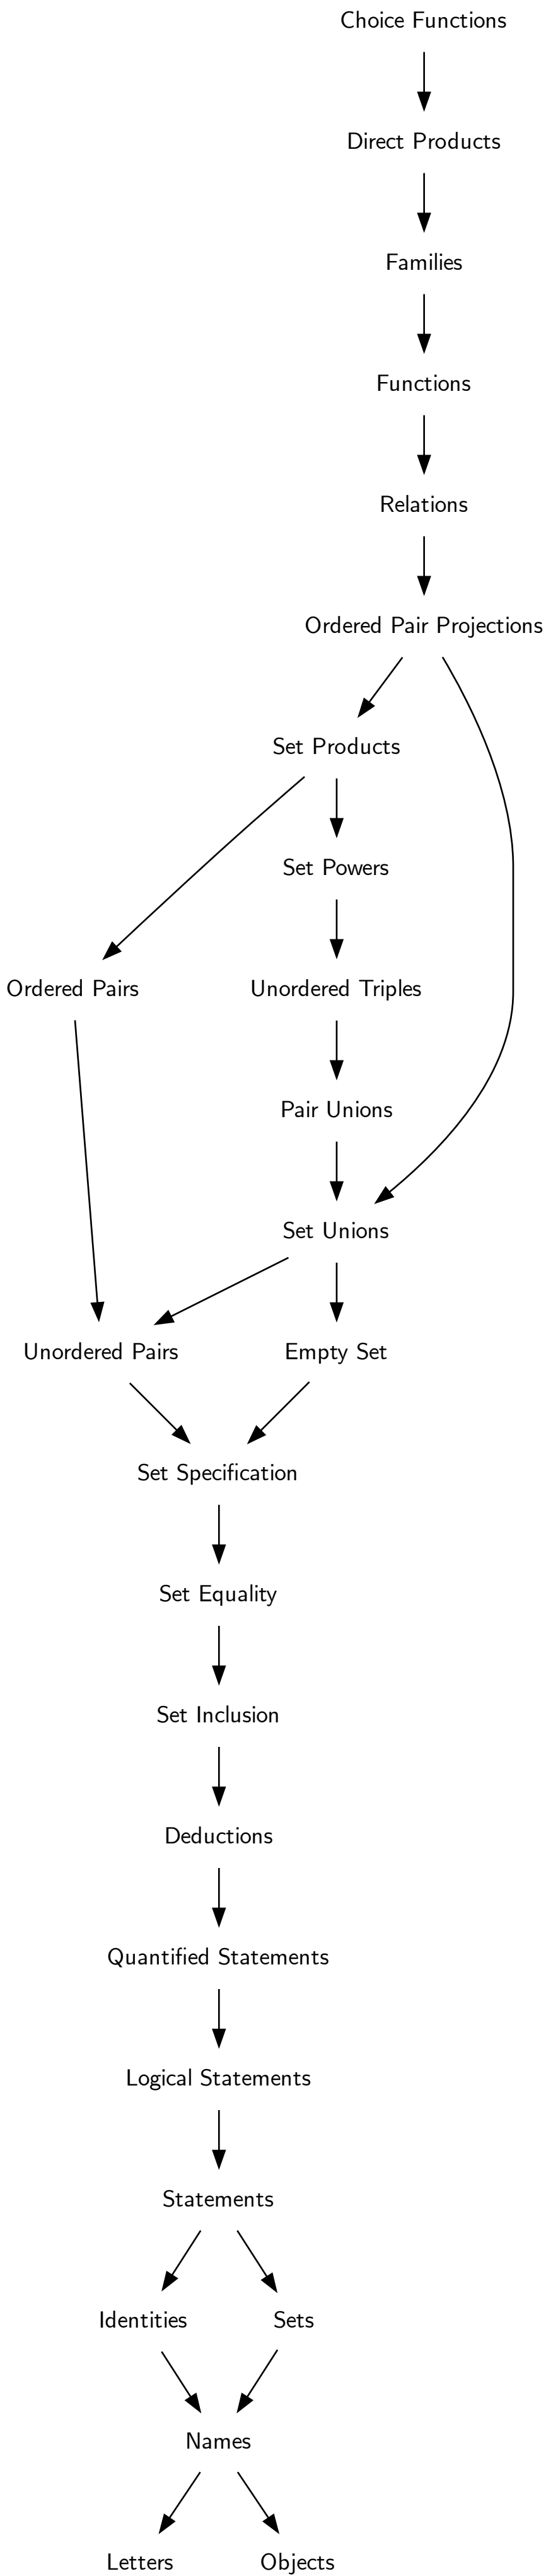 Choice Functions
Direct Products
Families
Functions
Relations
Ordered Pair Projections
Set Products
Set Powers
Ordered Pairs
Unordered Triples
Pair Unions
Set Unions
Unordered Pairs
Empty Set
Set Specification
Set Equality
Set Inclusion
Deductions
Quantified Statements
Logical Statements
Statements
Identities
Sets
Names
Letters
Objects